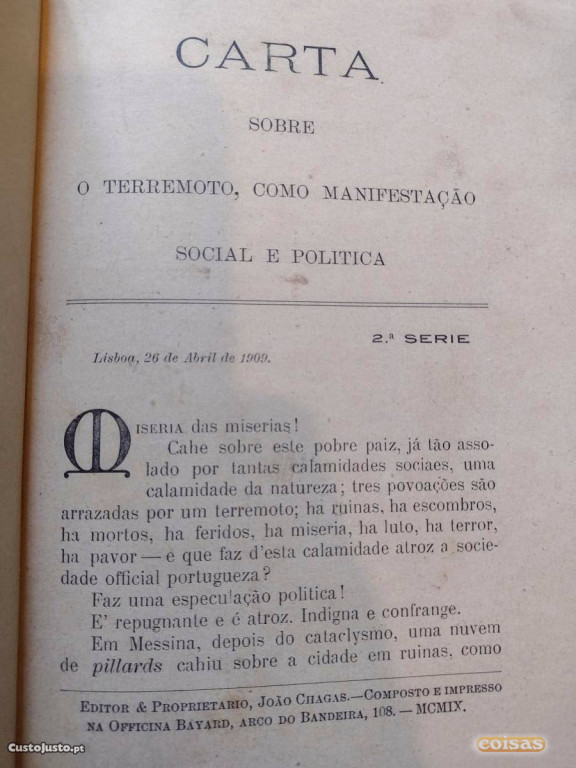 CARTA
SOBRE
O TERREMOTO, COMO MANIFESTAÇÃO
SOCIAL E POLITICA
2.ª SERIE
Lisboa, 26 de Abril de 1909.
MISERIA das miserias!
Cahe sobre este pobre paiz, já tão asso-
lado por tantas calamidades sociaes, uma
calamidade da natureza; tres povoações são
arrazadas por um terremoto; ha ruinas, ha escombros,
ha mortos, ha feridos, ha miseria, ha luto, ha terror,
ha pavor — e que faz d'esta calamidade atroz a socie-
dade official portugueza?
Faz uma especulação politica!
E' repugnante e é atroz. Indigna e confrange.
Em Messina, depois do cataclysmo, uma nuvem
de pillards cahiu sobre a cidade em ruinas, como
EDITOR & PROPRIETARIO, JOÃO CHAGAS.—COMPOSTO E IMPRESSO
NA OFFICINA BAYARD, ARCO DO BANDEIRA, 108. — MCMIX.
CustoJusto.pt
coisas